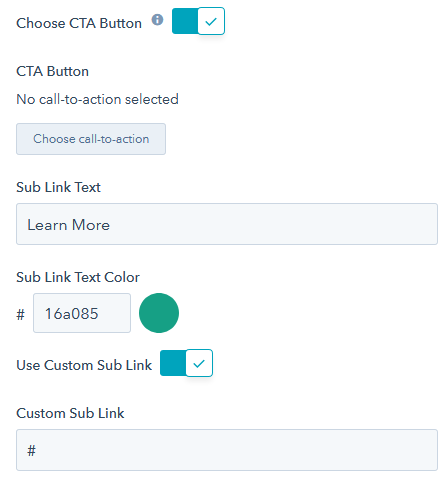 Choose CTA Button i
CTA Button
No call-to-action selected
Choose call-to-action
Sub Link Text
Learn More
Sub Link Text Color
# 16a085
Use Custom Sub Link
Custom Sub Link
#